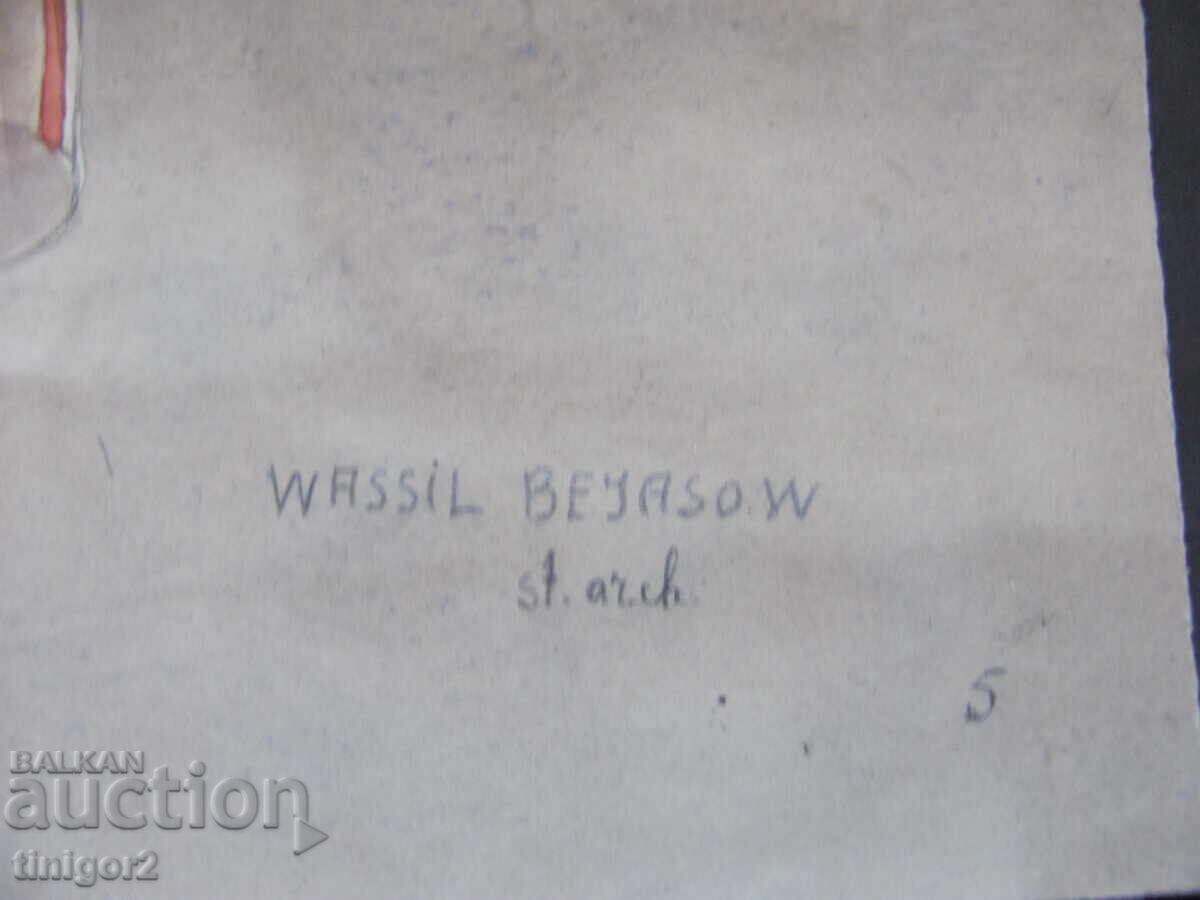 WASSIL BEJASOW
st. arch.
5
BALKAN
auction
tinigor2